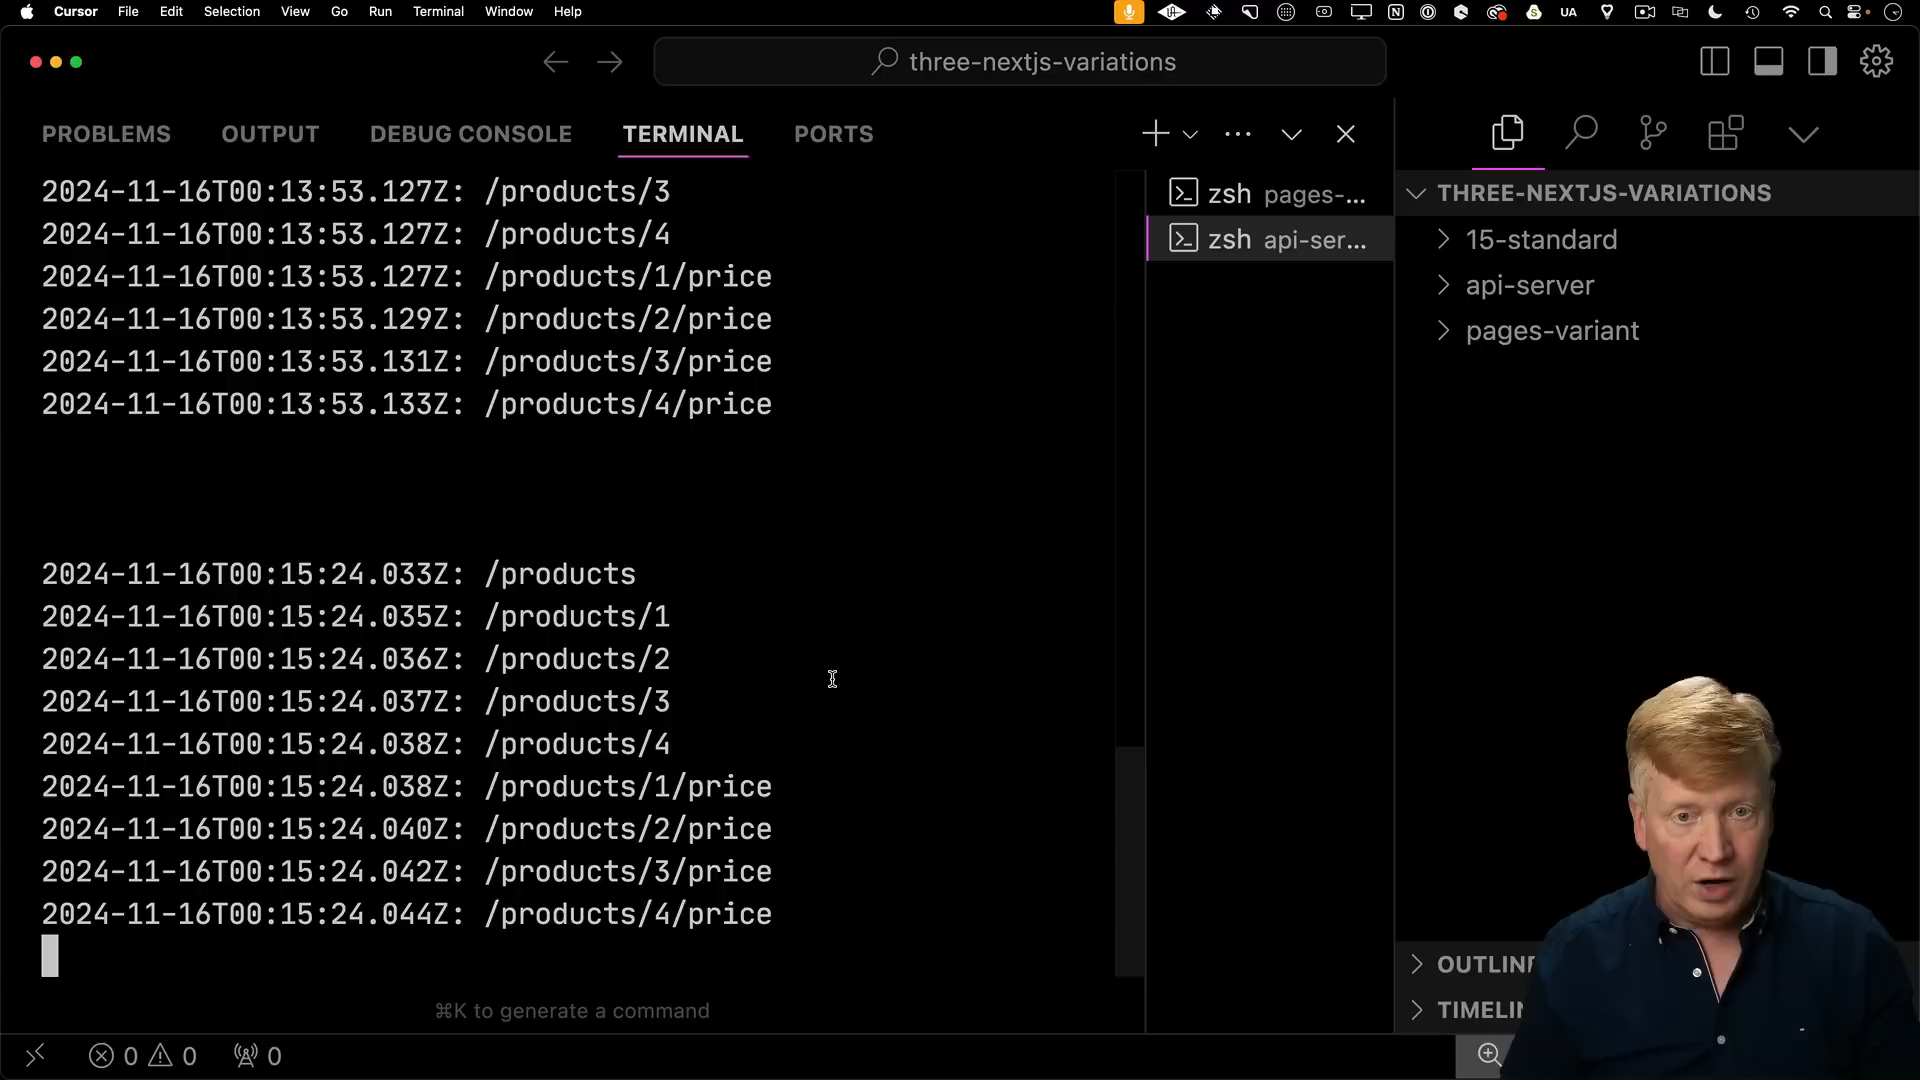 Cursor File Edit Selection View Go Run Terminal Window Help
UA
three-nextjs-variations
PROBLEMS OUTPUT DEBUG CONSOLE TERMINAL PORTS
2024-11-16T00:13:53.127Z: /products/3
2024-11-16T00:13:53.127Z: /products/4
2024-11-16T00:13:53.127Z: /products/1/price
2024-11-16T00:13:53.129Z: /products/2/price
2024-11-16T00:13:53.131Z: /products/3/price
2024-11-16T00:13:53.133Z: /products/4/price
2024-11-16T00:15:24.033Z: /products
2024-11-16T00:15:24.035Z: /products/1
2024-11-16T00:15:24.036Z: /products/2
2024-11-16T00:15:24.037Z: /products/3
2024-11-16T00:15:24.038Z: /products/4
2024-11-16T00:15:24.038Z: /products/1/price
2024-11-16T00:15:24.040Z: /products/2/price
2024-11-16T00:15:24.042Z: /products/3/price
2024-11-16T00:15:24.044Z: /products/4/price
⌘K to generate a command
zsh pages-...
zsh api-ser...
THREE-NEXTJS-VARIATIONS
15-standard
api-server
pages-variant
OUTLINE
TIMELIN
0 0 0